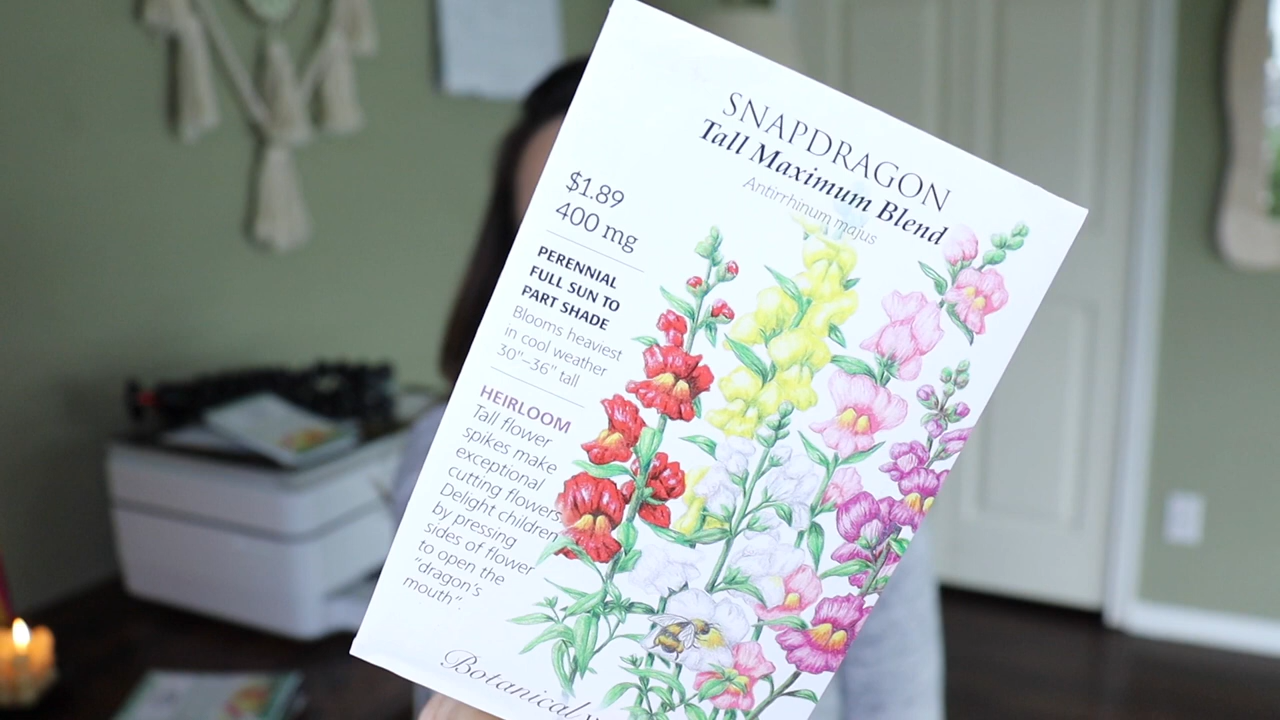 SNAPDRAGON
Tall Maximum Blend
Antirrhinum majus
$1.89
400 mg
PERENNIAL
FULL SUN TO
PART SHADE
Blooms heaviest
in cool weather
30"–36" tall
HEIRLOOM
Tall flower
spikes make
exceptional
cutting flowers.
Delight children
by pressing
sides of flower
to open the
"dragon's
mouth".
Botanical